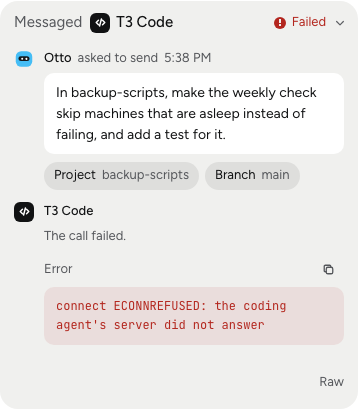 Messaged T3 Code Failed
Otto asked to send 5:38 PM
In backup-scripts, make the weekly check
skip machines that are asleep instead of
failing, and add a test for it.
Project backup-scripts Branch main
T3 Code
The call failed.
Error
connect ECONNREFUSED: the coding
agent's server did not answer
Raw